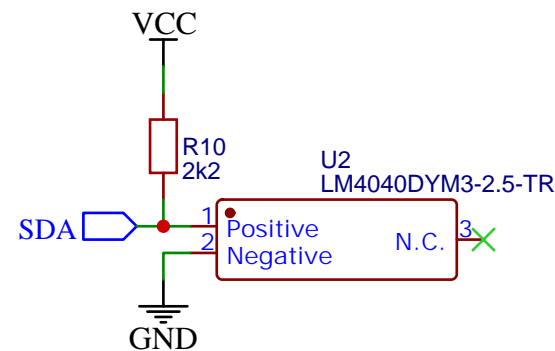 VCC
R10
2k2
U2
LM4040DYM3-2.5-TR
SDA
1
Positive
2
Negative
N.C.
3
GND